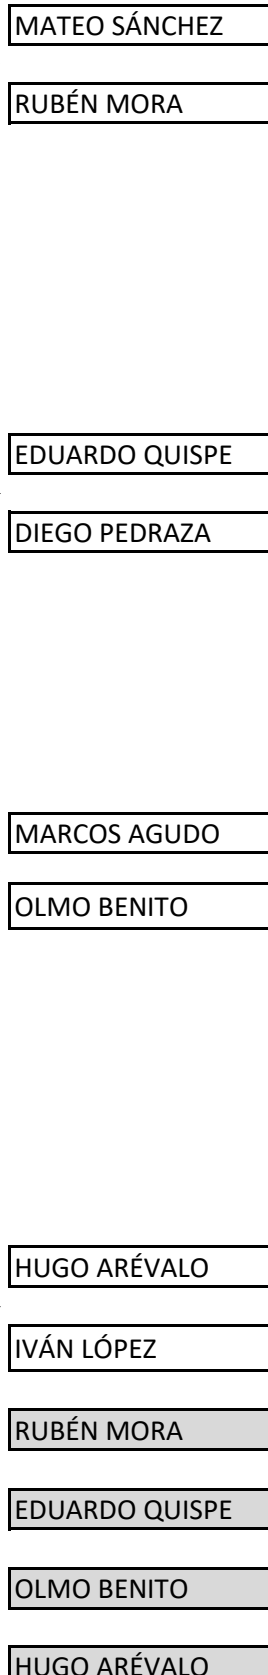 MATEO SÁNCHEZ
RUBÉN MORA
EDUARDO QUISPE
DIEGO PEDRAZA
MARCOS AGUDO
OLMO BENITO
HUGO ARÉVALO
IVÁN LÓPEZ
RUBÉN MORA
EDUARDO QUISPE
OLMO BENITO
HUGO ARÉVALO